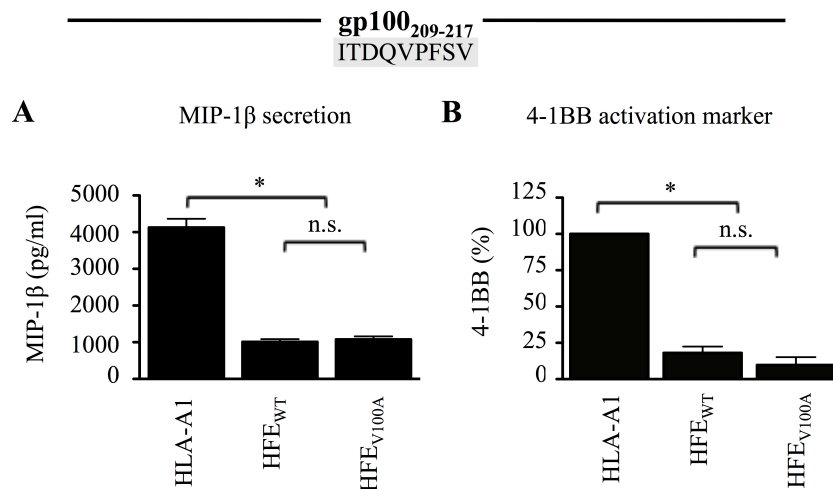 gp100209-217
ITDQVPFSV
A
MIP-1β secretion
MIP-1β (pg/ml)
5000
4000
3000
2000
1000
0
*
n.s.
HLA-A1
HFEWT
HFEV100A
B
4-1BB activation marker
4-1BB (%)
125
100
75
50
25
0
*
n.s.
HLA-A1
HFEWT
HFEV100A